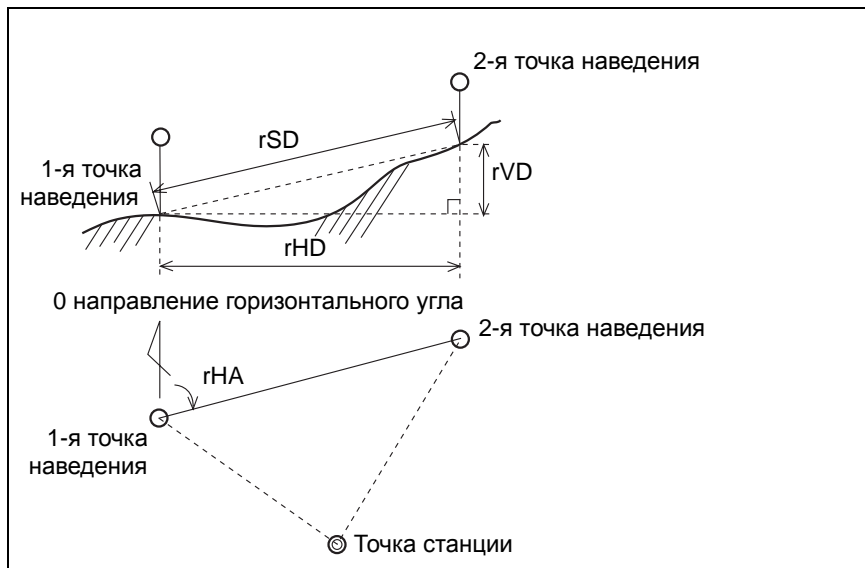 2-я точка наведения
rSD
1-я точка
наведения
rVD
rHD
0 направление горизонтального угла
2-я точка наведения
rHA
1-я точка
наведения
Точка станции